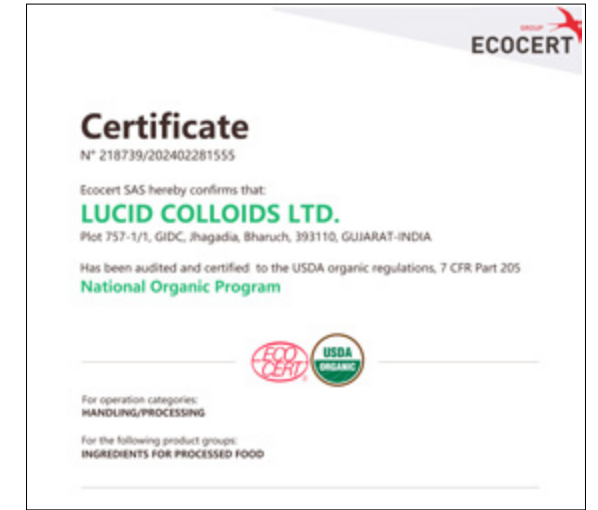 GROUP
ECOCERT
Certificate
N° 218739/202402281555
Ecocert SAS hereby confirms that:
LUCID COLLOIDS LTD.
Plot 757-1/1, GIDC, Jhagadia, Bharuch, 393110, GUJARAT-INDIA
Has been audited and certified to the USDA organic regulations, 7 CFR Part 205
National Organic Program
ECO
CERT
®
USDA
ORGANIC
For operation categories:
HANDLING/PROCESSING
For the following product groups:
INGREDIENTS FOR PROCESSED FOOD